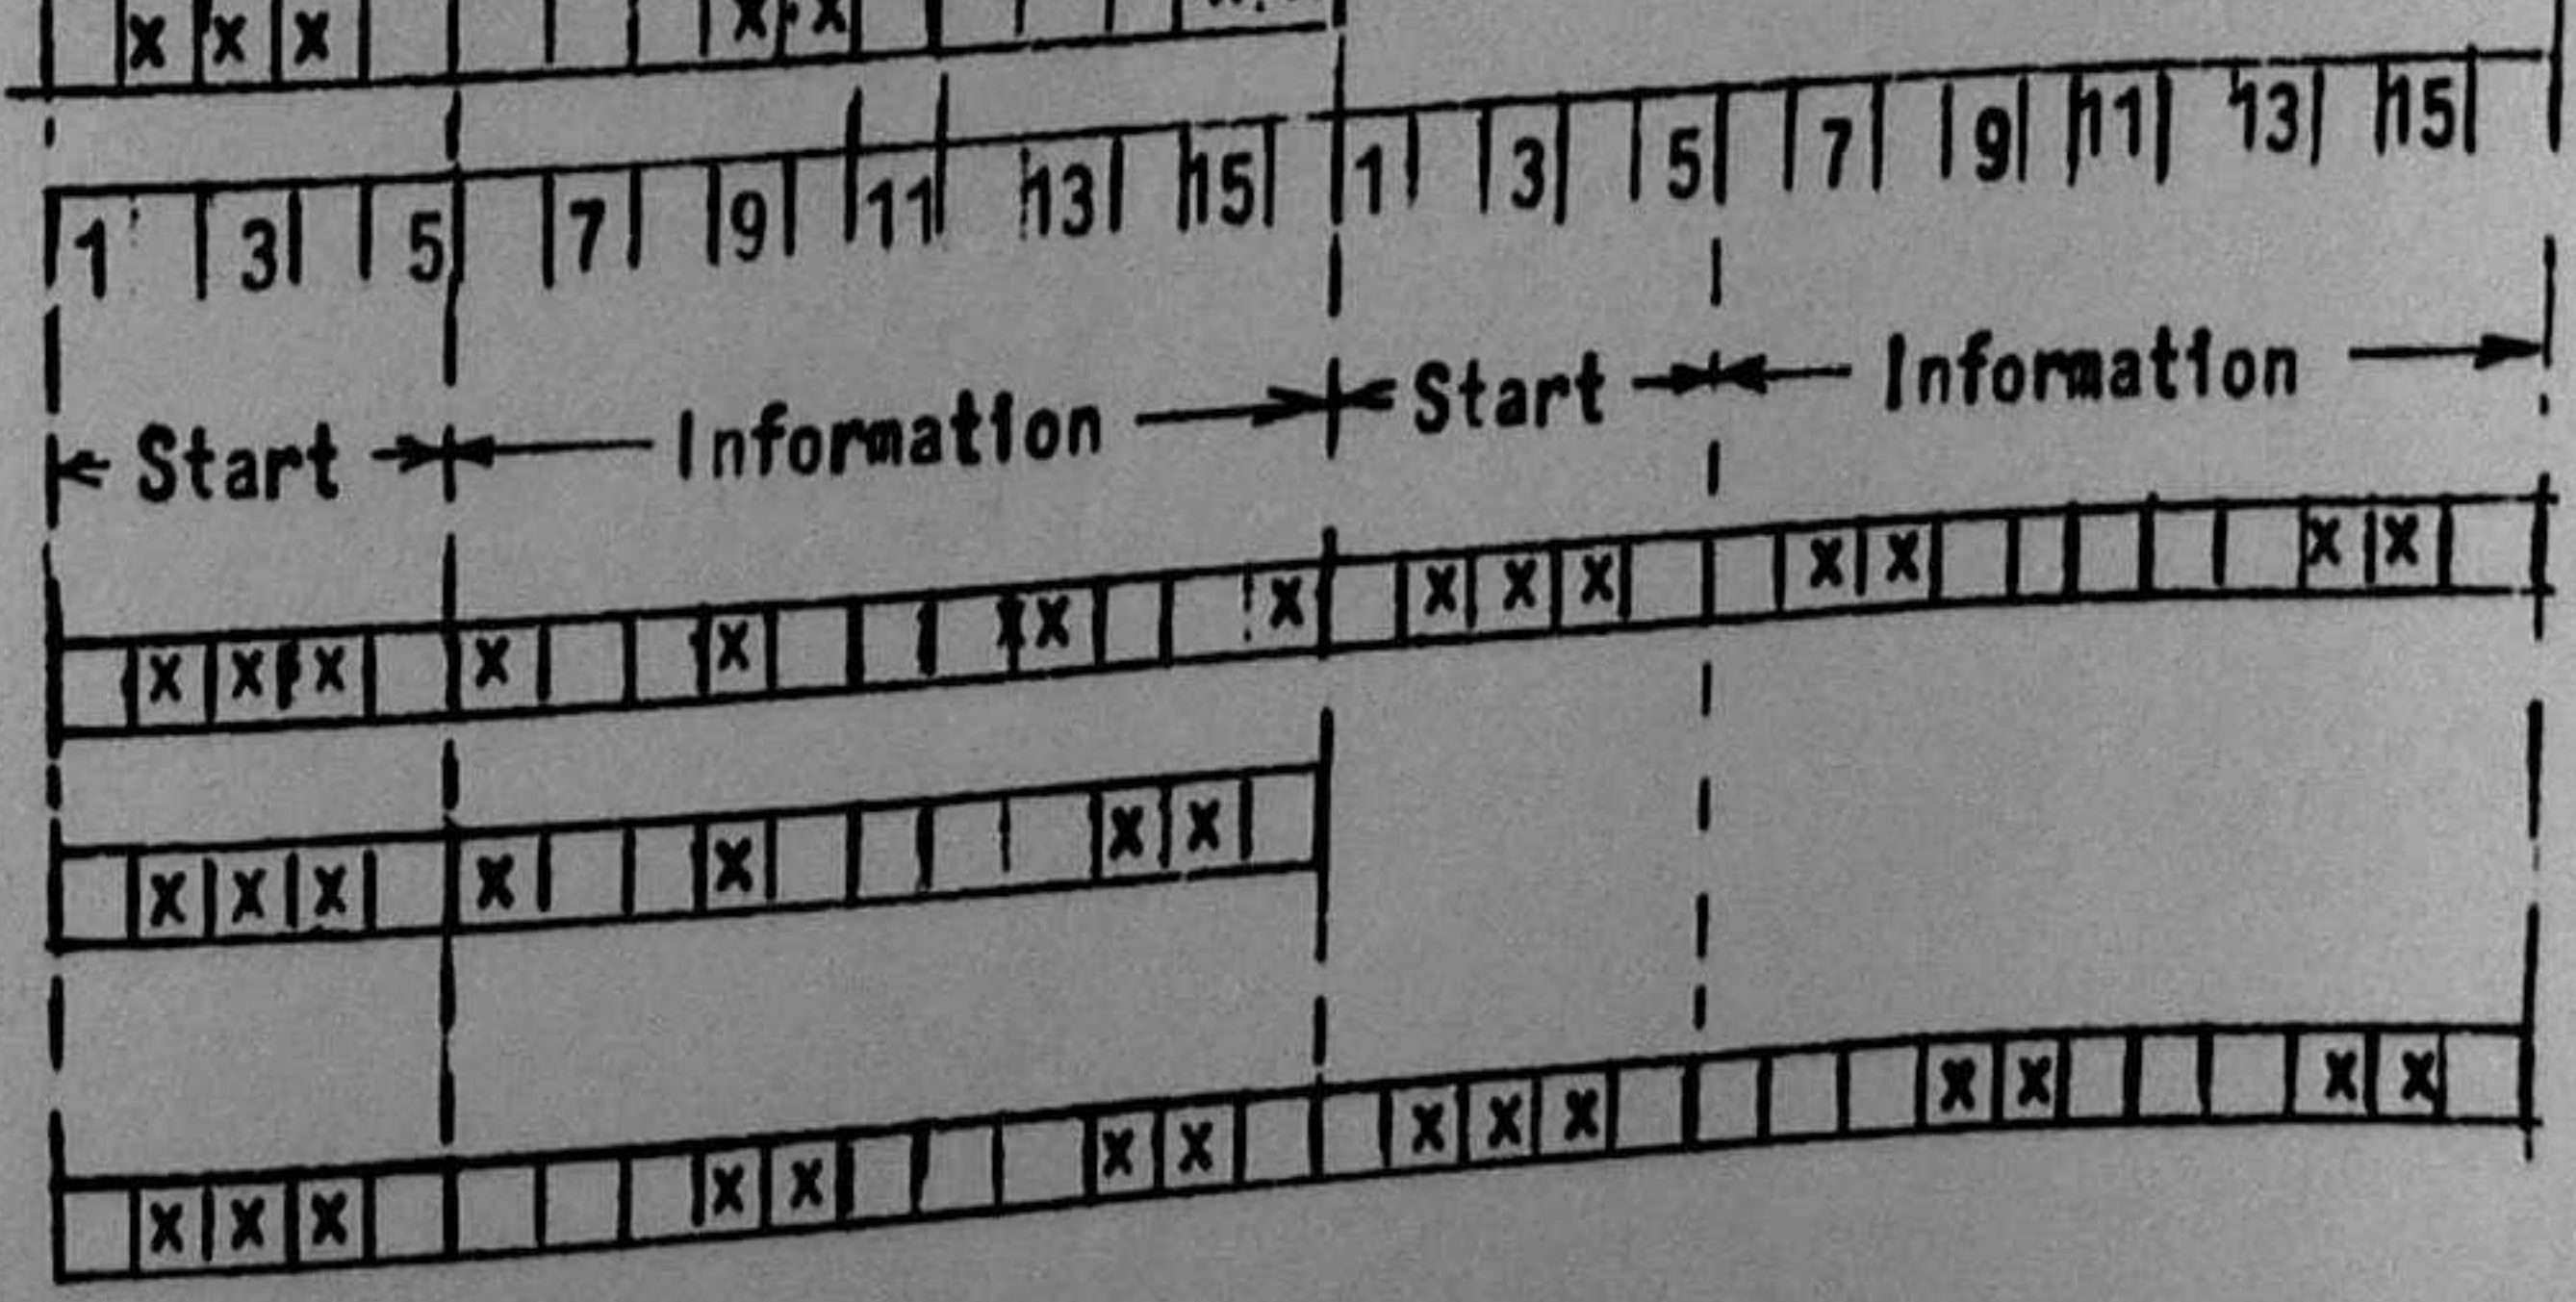 x x x x x
1 3 5 7 9 11 13 15 1 3 5 7 9 11 13 15
Start Information Start Information
x x x x x x x x x x x x x x
x x x x x x x
x x x x x x x x x x x x x x